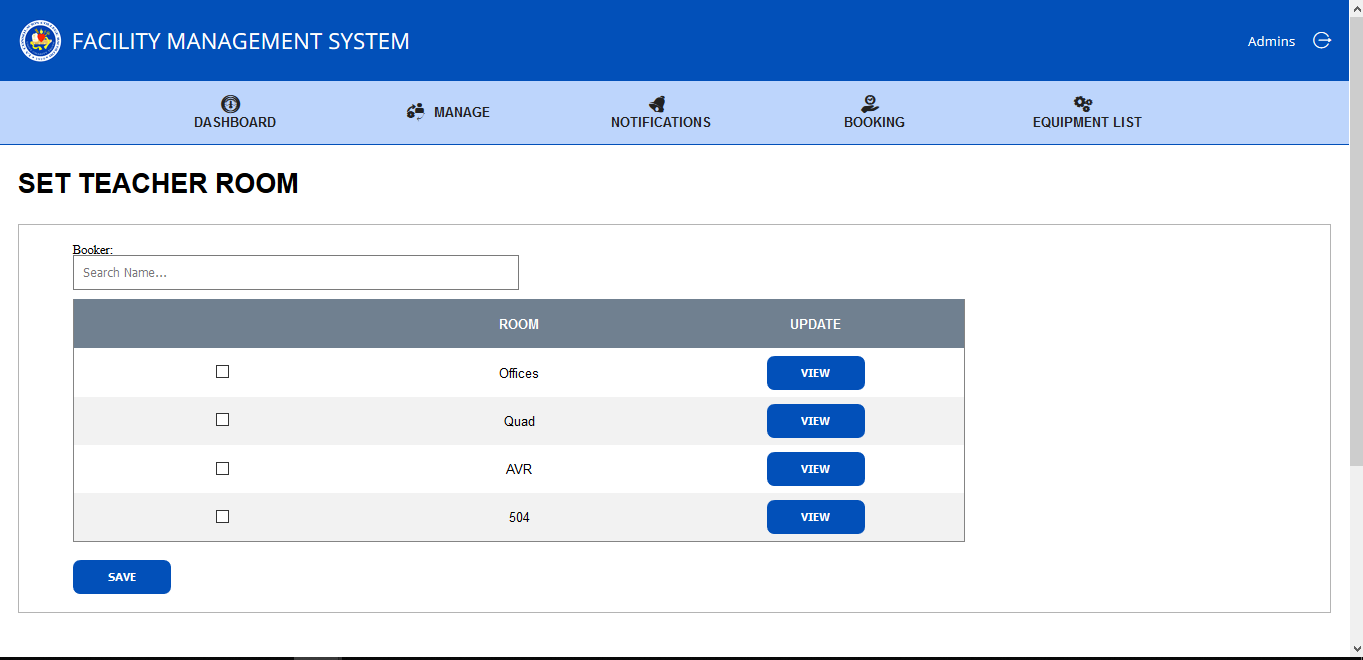 FACILITY MANAGEMENT SYSTEM
Admins
DASHBOARD
MANAGE
NOTIFICATIONS
BOOKING
EQUIPMENT LIST
SET TEACHER ROOM
Booker:
Search Name...
ROOM UPDATE
Offices VIEW
Quad VIEW
AVR VIEW
504 VIEW
SAVE